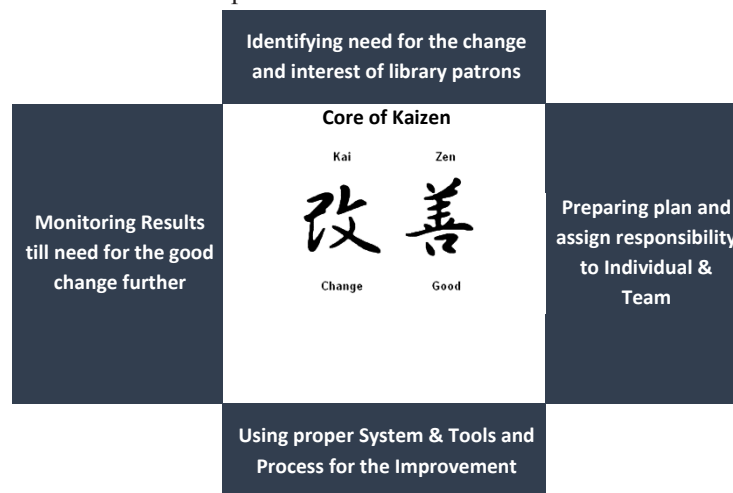 Identifying need for the change
and interest of library patrons
Core of Kaizen
Kai Zen
改善
Change Good
Monitoring Results
till need for the good
change further
Preparing plan and
assign responsibility
to Individual &
Team
Using proper System & Tools and
Process for the Improvement